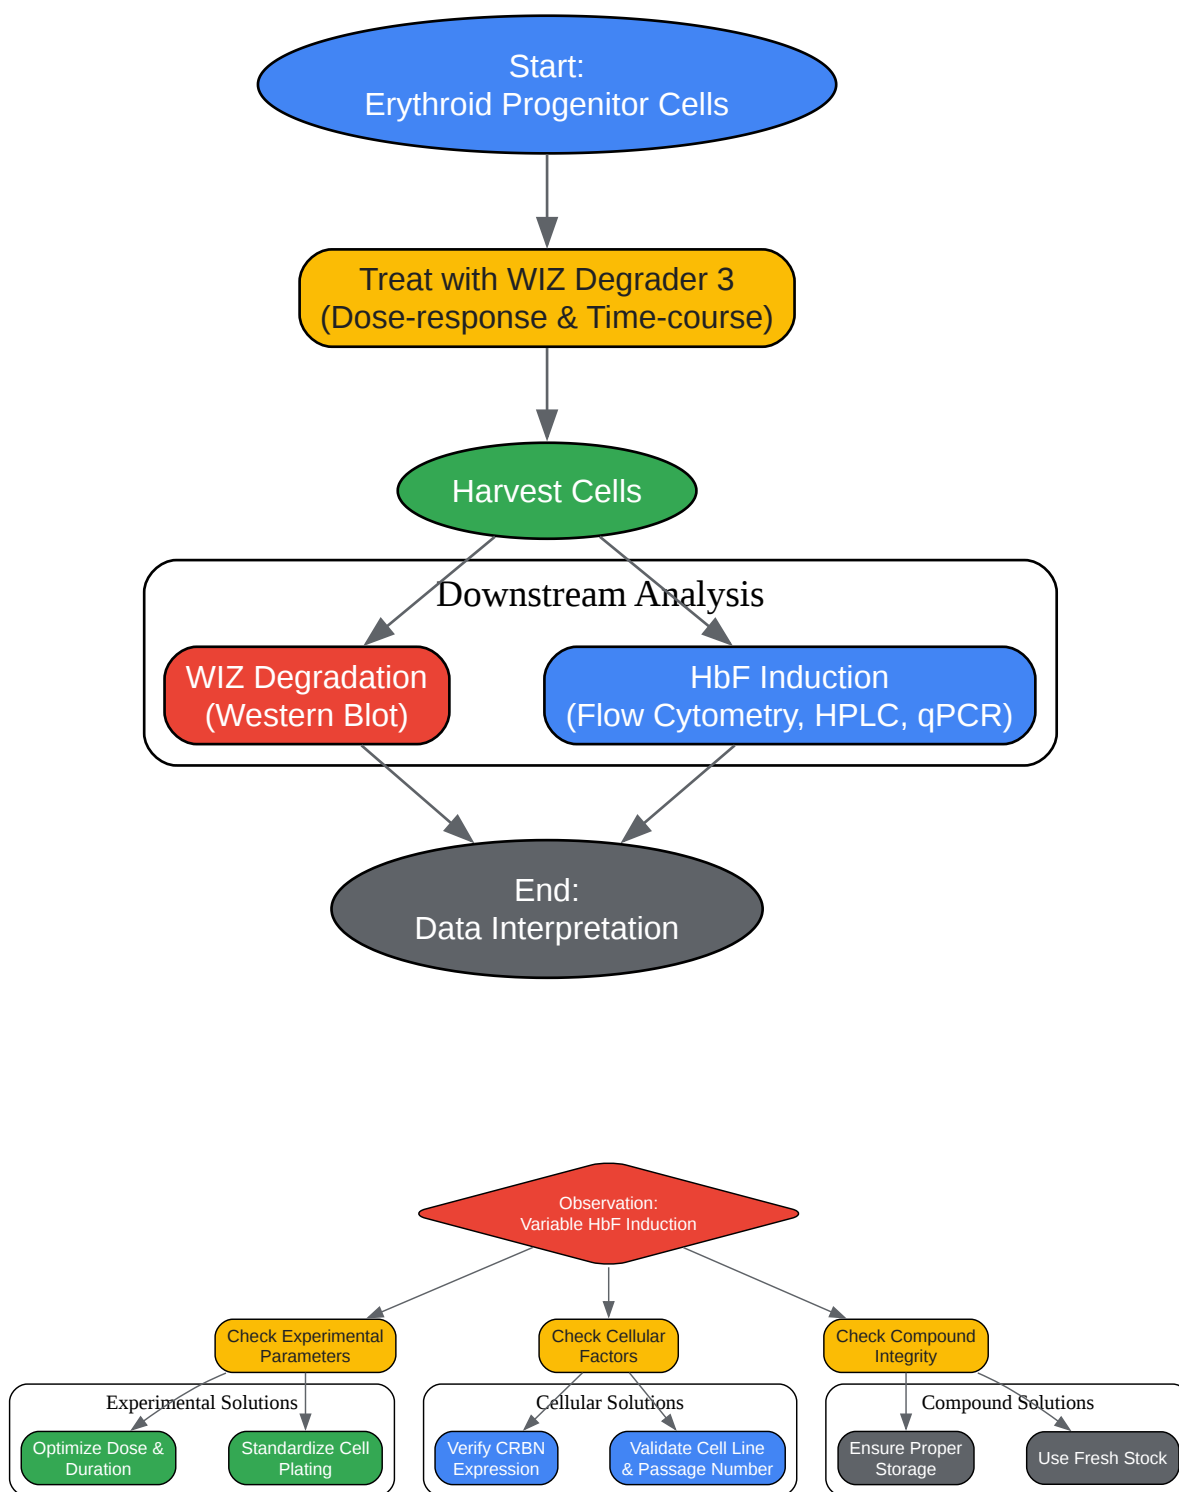 Start:
Erythroid Progenitor Cells
Treat with WIZ Degrader 3
(Dose-response & Time-course)
Harvest Cells
Downstream Analysis
WIZ Degradation
(Western Blot)
HbF Induction
(Flow Cytometry, HPLC, qPCR)
End:
Data Interpretation
Observation:
Variable HbF Induction
Check Experimental
Parameters
Check Cellular
Factors
Check Compound
Integrity
Experimental Solutions
Cellular Solutions
Compound Solutions
Optimize Dose &
Duration
Standardize Cell
Plating
Verify CRBN
Expression
Validate Cell Line
& Passage Number
Ensure Proper
Storage
Use Fresh Stock